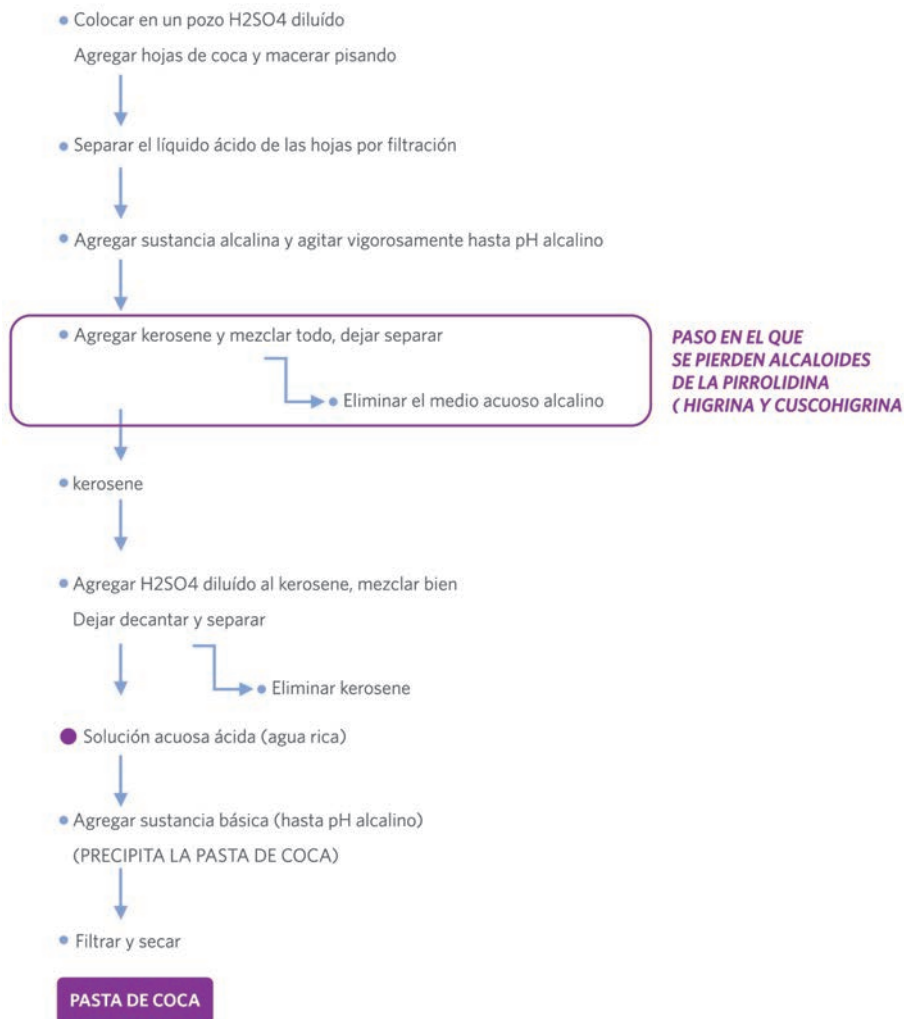 Colocar en un pozo H2SO4 diluído
Agregar hojas de coca y macerar pisando
Separar el líquido ácido de las hojas por filtración
Agregar sustancia alcalina y agitar vigorosamente hasta pH alcalino
Agregar kerosene y mezclar todo, dejar separar
Eliminar el medio acuoso alcalino
PASO EN EL QUE
SE PIERDEN ALCALOIDES
DE LA PIRROLIDINA
( HIGRINA Y CUSCOHIGRINA
kerosene
Agregar H2SO4 diluído al kerosene, mezclar bien
Dejar decantar y separar
Eliminar kerosene
Solución acuosa ácida (agua rica)
Agregar sustancia básica (hasta pH alcalino)
(PRECIPITA LA PASTA DE COCA)
Filtrar y secar
PASTA DE COCA